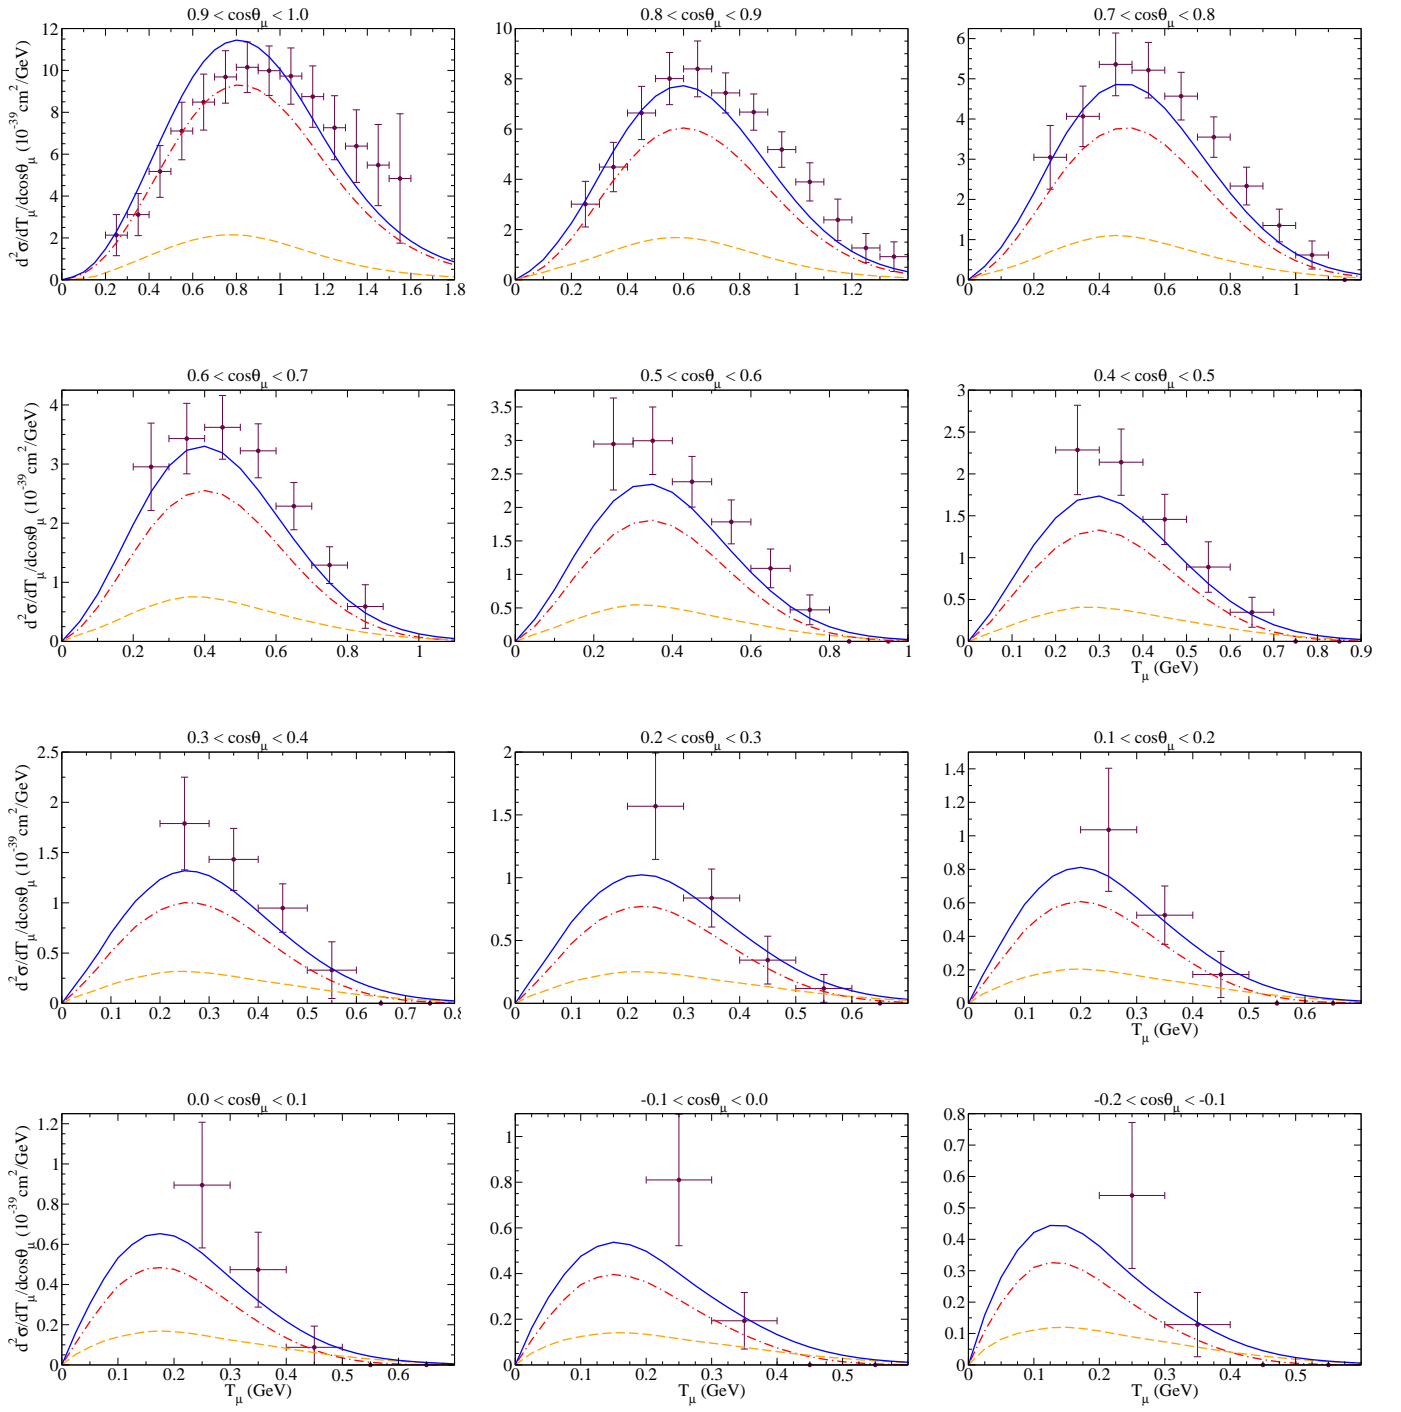 0.9 < cosθμ < 1.0
0.8 < cosθμ < 0.9
0.7 < cosθμ < 0.8
d²σ/dTμ/dcosθμ (10⁻³⁹ cm²/GeV)
0 2 4 6 8 10 12
0 0.2 0.4 0.6 0.8 1 1.2 1.4 1.6 1.8
0 2 4 6 8 10
0 0.2 0.4 0.6 0.8 1 1.2
0 1 2 3 4 5 6
0 0.2 0.4 0.6 0.8 1
0.6 < cosθμ < 0.7
0.5 < cosθμ < 0.6
0.4 < cosθμ < 0.5
d²σ/dTμ/dcosθμ (10⁻³⁹ cm²/GeV)
0 1 2 3 4
0 0.2 0.4 0.6 0.8 1
0 0.5 1 1.5 2 2.5 3 3.5
0 0.2 0.4 0.6 0.8 1
0 0.5 1 1.5 2 2.5 3
0 0.1 0.2 0.3 0.4 0.5 0.6 0.7 0.8 0.9
Tμ (GeV)
0.3 < cosθμ < 0.4
0.2 < cosθμ < 0.3
0.1 < cosθμ < 0.2
d²σ/dTμ/dcosθμ (10⁻³⁹ cm²/GeV)
0 0.5 1 1.5 2 2.5
0 0.1 0.2 0.3 0.4 0.5 0.6 0.7 0.8
0 0.5 1 1.5 2
0 0.1 0.2 0.3 0.4 0.5 0.6
0 0.2 0.4 0.6 0.8 1 1.2 1.4
0 0.1 0.2 0.3 0.4 0.5 0.6
Tμ (GeV)
0.0 < cosθμ < 0.1
-0.1 < cosθμ < 0.0
-0.2 < cosθμ < -0.1
d²σ/dTμ/dcosθμ (10⁻³⁹ cm²/GeV)
0 0.2 0.4 0.6 0.8 1 1.2
0 0.1 0.2 0.3 0.4 0.5 0.6
Tμ (GeV)
0 0.2 0.4 0.6 0.8 1
0 0.1 0.2 0.3 0.4 0.5
Tμ (GeV)
0 0.1 0.2 0.3 0.4 0.5 0.6 0.7 0.8
0 0.1 0.2 0.3 0.4 0.5
Tμ (GeV)